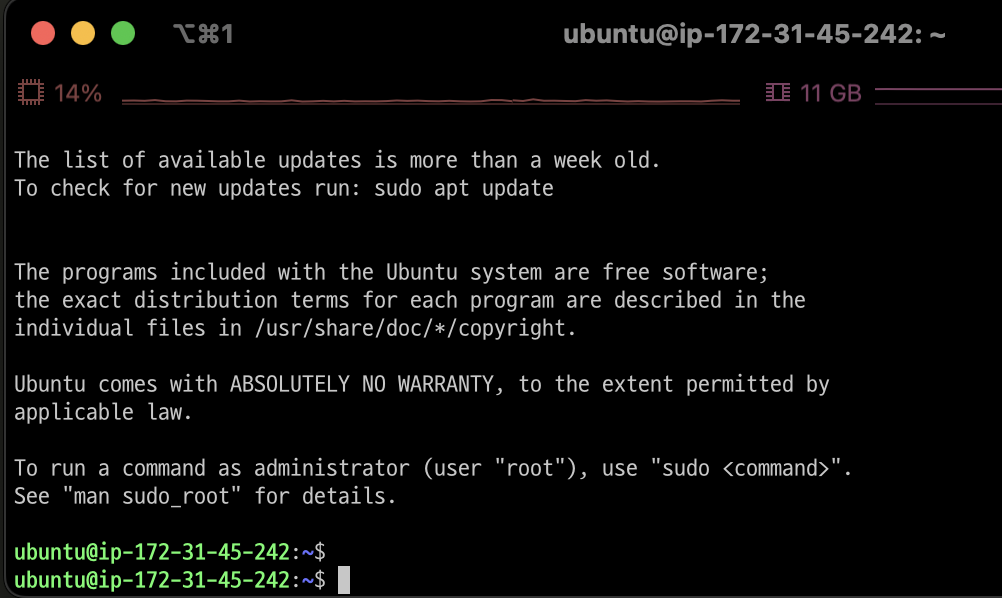 ⌥⌘1
ubuntu@ip-172-31-45-242: ~
14%
11 GB
The list of available updates is more than a week old.
To check for new updates run: sudo apt update
The programs included with the Ubuntu system are free software;
the exact distribution terms for each program are described in the
individual files in /usr/share/doc/*/copyright.
Ubuntu comes with ABSOLUTELY NO WARRANTY, to the extent permitted by
applicable law.
To run a command as administrator (user "root"), use "sudo <command>".
See "man sudo_root" for details.
ubuntu@ip-172-31-45-242:~$
ubuntu@ip-172-31-45-242:~$